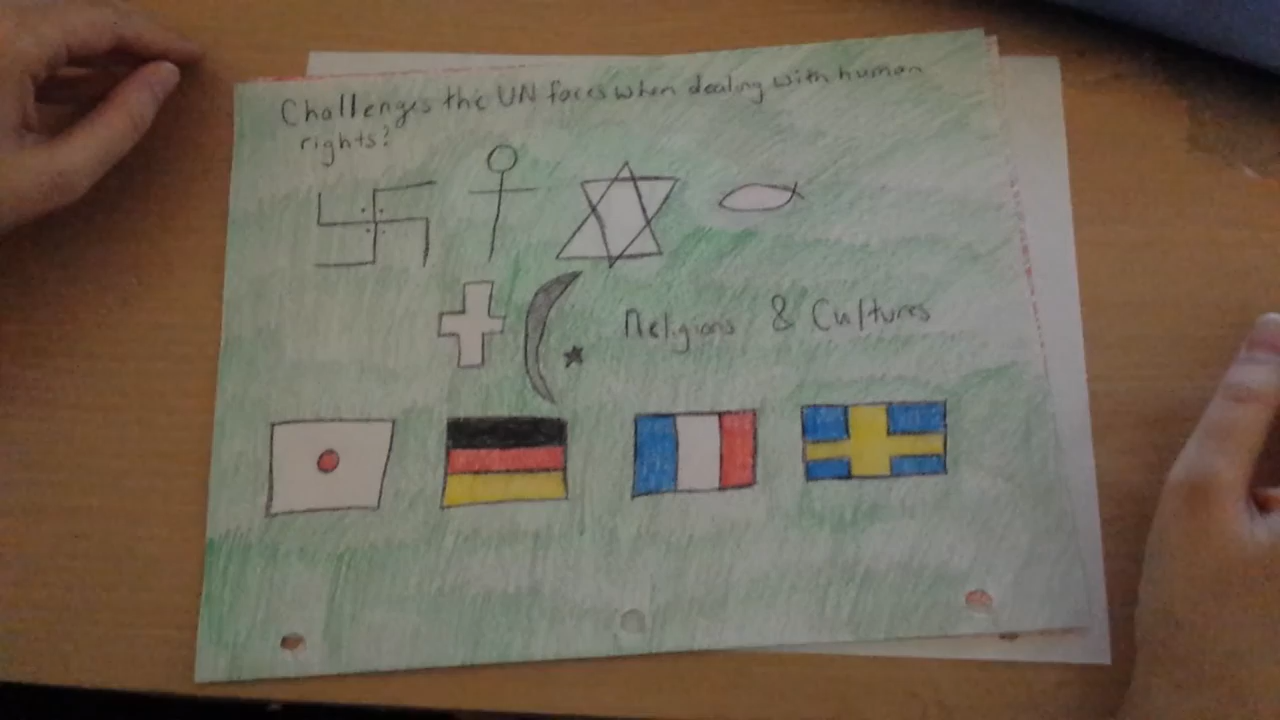 Challenges the UN faces when dealing with human
rights?
Religions & Cultures